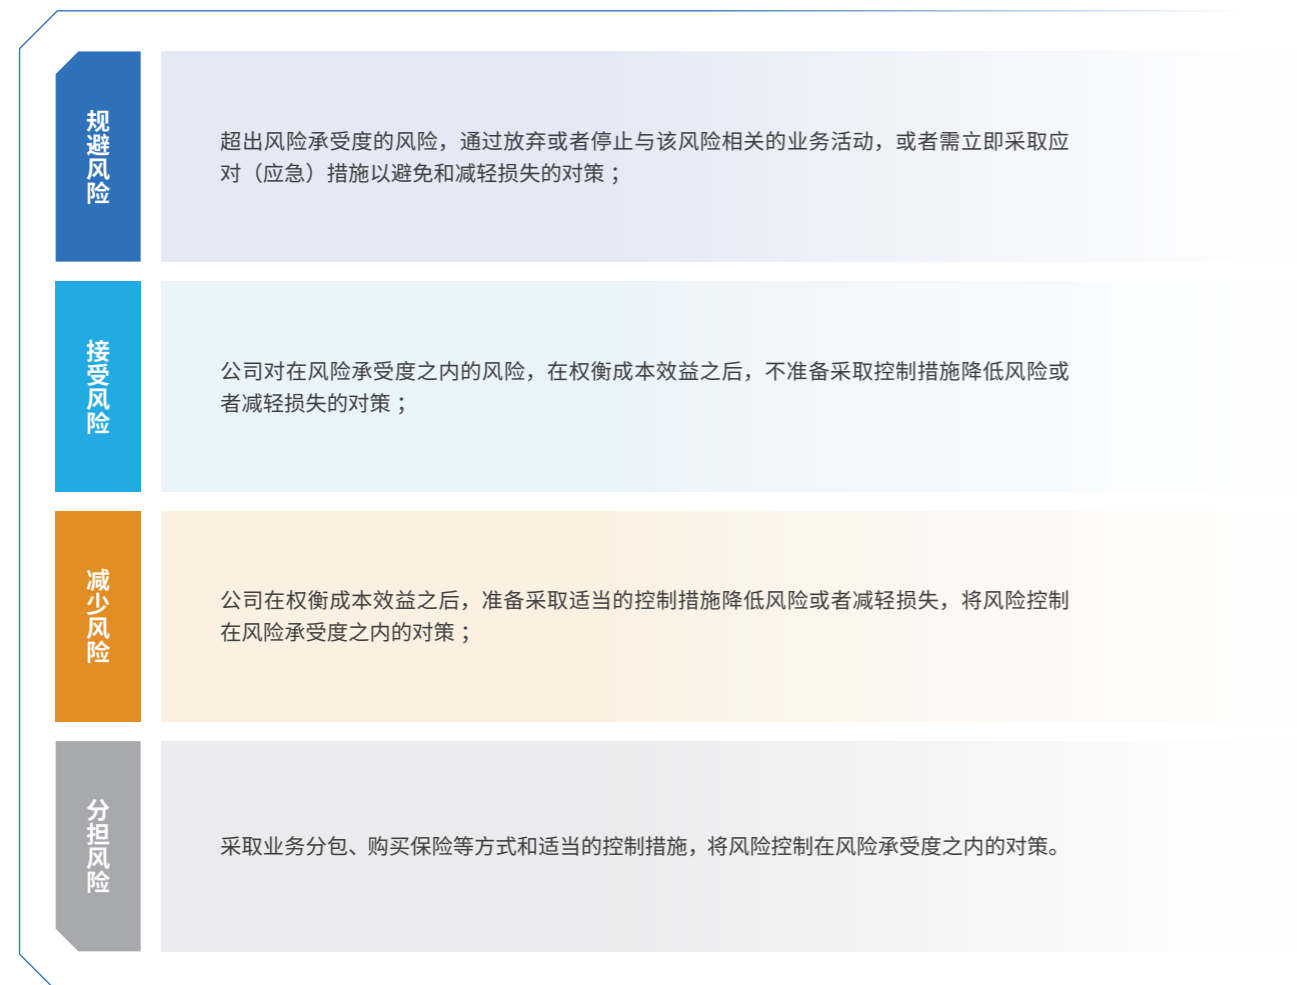 规避风险
超出风险承受度的风险，通过放弃或者停止与该风险相关的业务活动，或者需立即采取应
对（应急）措施以避免和减轻损失的对策；
接受风险
公司对在风险承受度之内的风险，在权衡成本效益之后，不准备采取控制措施降低风险或
者减轻损失的对策；
减少风险
公司在权衡成本效益之后，准备采取适当的控制措施降低风险或者减轻损失，将风险控制
在风险承受度之内的对策；
分担风险
采取业务分包、购买保险等方式和适当的控制措施，将风险控制在风险承受度之内的对策。